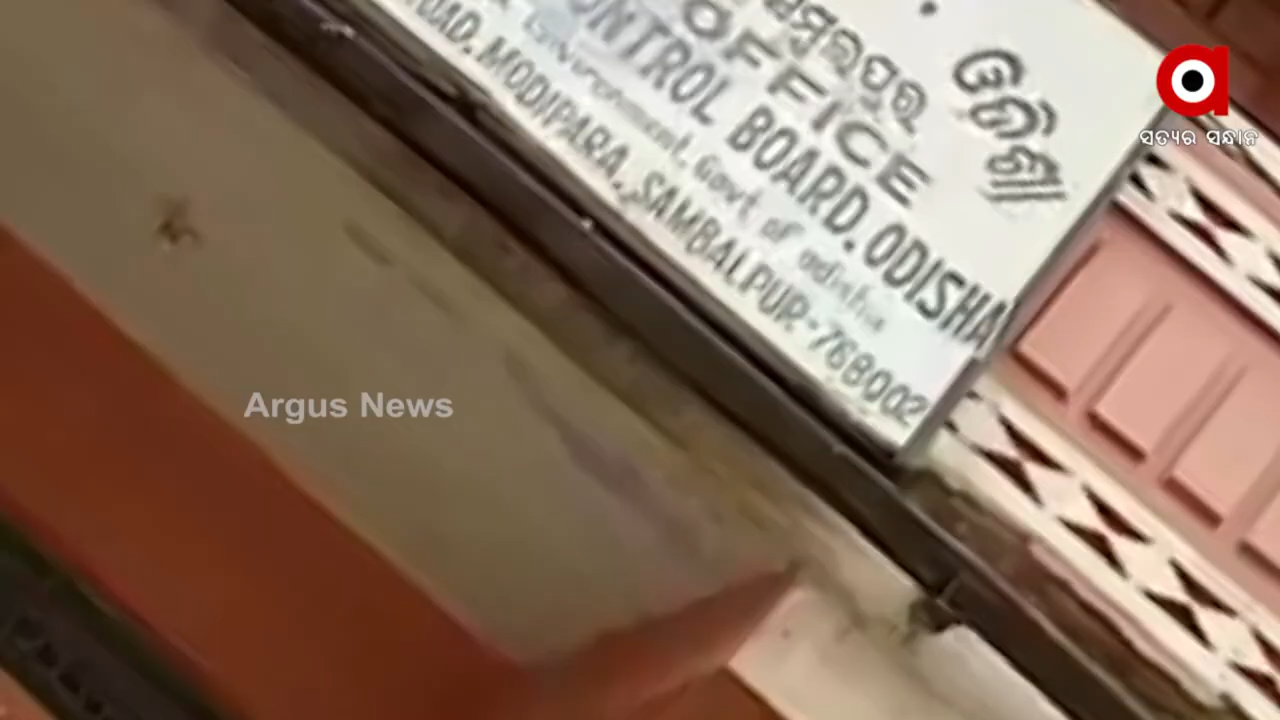 ସମ୍ବଲପୁର
ଓଡ଼ିଶା
OFFICE
CONTROL BOARD, ODISHA
Environment, Govt of odisha
ROAD, MODIPARA, SAMBALPUR-768002
ସତ୍ୟର ସନ୍ଧାନ
Argus News